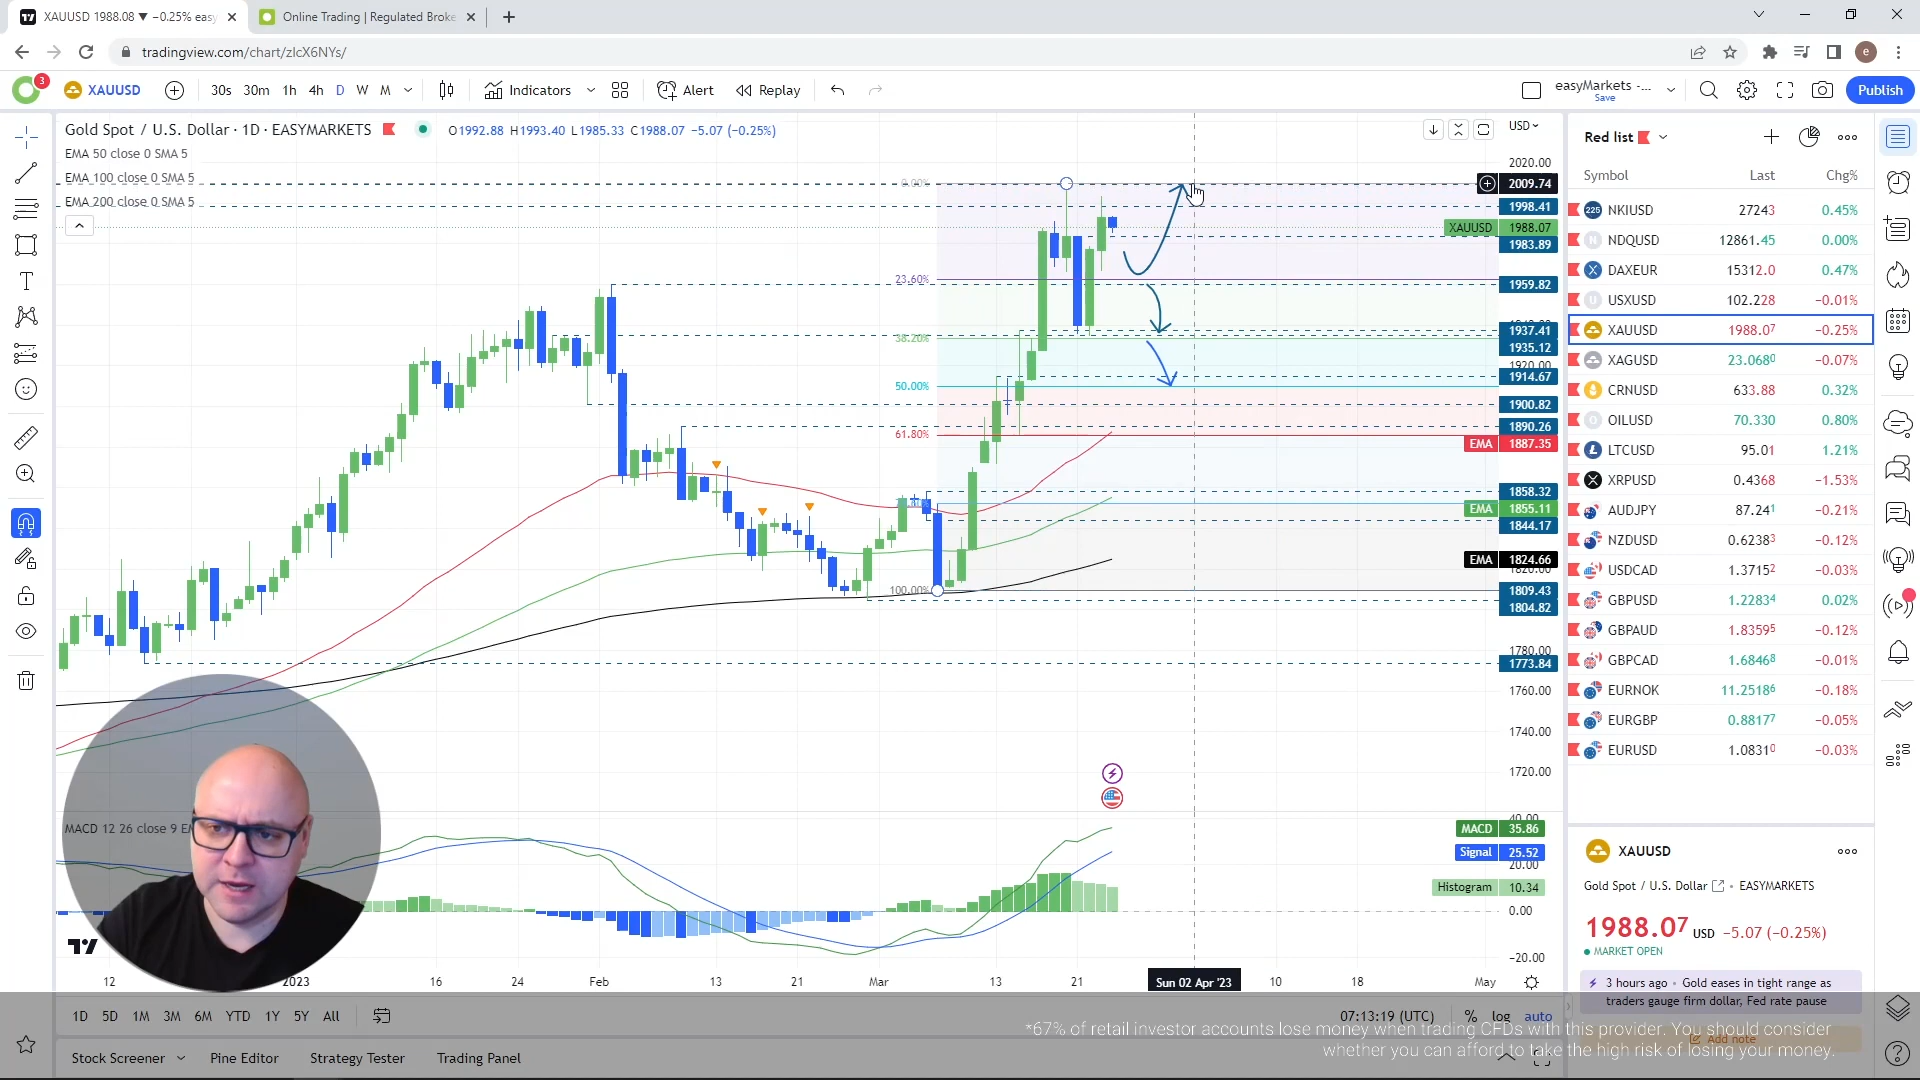 XAUUSD 1988.08 ▼ −0.25% easy
Online Trading | Regulated Broke
tradingview.com/chart/zIcX6NYs/
e
3
XAUUSD
30s 30m 1h 4h D W M
Indicators
Alert
Replay
easyMarkets -...
Save
Publish
Gold Spot / U.S. Dollar · 1D · EASYMARKETS
O1992.88 H1993.40 L1985.33 C1988.07 −5.07 (−0.25%)
EMA 50 close 0 SMA 5
EMA 100 close 0 SMA 5
EMA 200 close 0 SMA 5
USD
2020.00
2009.74
1998.41
XAUUSD 1988.07
1983.89
1959.82
1937.41
1935.12
1920.00
1914.67
1900.82
1890.26
EMA 1887.35
1858.32
EMA 1855.11
1844.17
EMA 1824.66
1820.00
1809.43
1804.82
1780.00
1773.84
1760.00
1740.00
1720.00
0.00%
23.60%
38.20%
50.00%
61.80%
100.00%
MACD 12 26 close 9 EM
40.00
MACD 35.86
Signal 25.52
20.00
Histogram 10.34
0.00
−20.00
12 2023 16 24 Feb 13 21 Mar 13 21 Sun 02 Apr '23 10 18 May
1D 5D 1M 3M 6M YTD 1Y 5Y All
07:13:19 (UTC) % log auto
Stock Screener Pine Editor Strategy Tester Trading Panel
Red list
Symbol Last Chg%
NKIUSD 27243 0.45%
NDQUSD 12861.45 0.00%
DAXEUR 15312.0 0.47%
USXUSD 102.228 −0.01%
XAUUSD 1988.07 −0.25%
XAGUSD 23.0680 −0.07%
CRNUSD 633.88 0.32%
OILUSD 70.330 0.80%
LTCUSD 95.01 1.21%
XRPUSD 0.4368 −1.53%
AUDJPY 87.241 −0.21%
NZDUSD 0.62383 −0.12%
USDCAD 1.37152 −0.03%
GBPUSD 1.22834 0.02%
GBPAUD 1.83595 −0.12%
GBPCAD 1.68468 −0.01%
EURNOK 11.25186 −0.18%
EURGBP 0.88177 −0.05%
EURUSD 1.08310 −0.03%
XAUUSD
Gold Spot / U.S. Dollar • EASYMARKETS
1988.07 USD −5.07 (−0.25%)
MARKET OPEN
3 hours ago • Gold eases in tight range as
traders gauge firm dollar, Fed rate pause
Add note
*67% of retail investor accounts lose money when trading CFDs with this provider. You should consider
whether you can afford to take the high risk of losing your money.